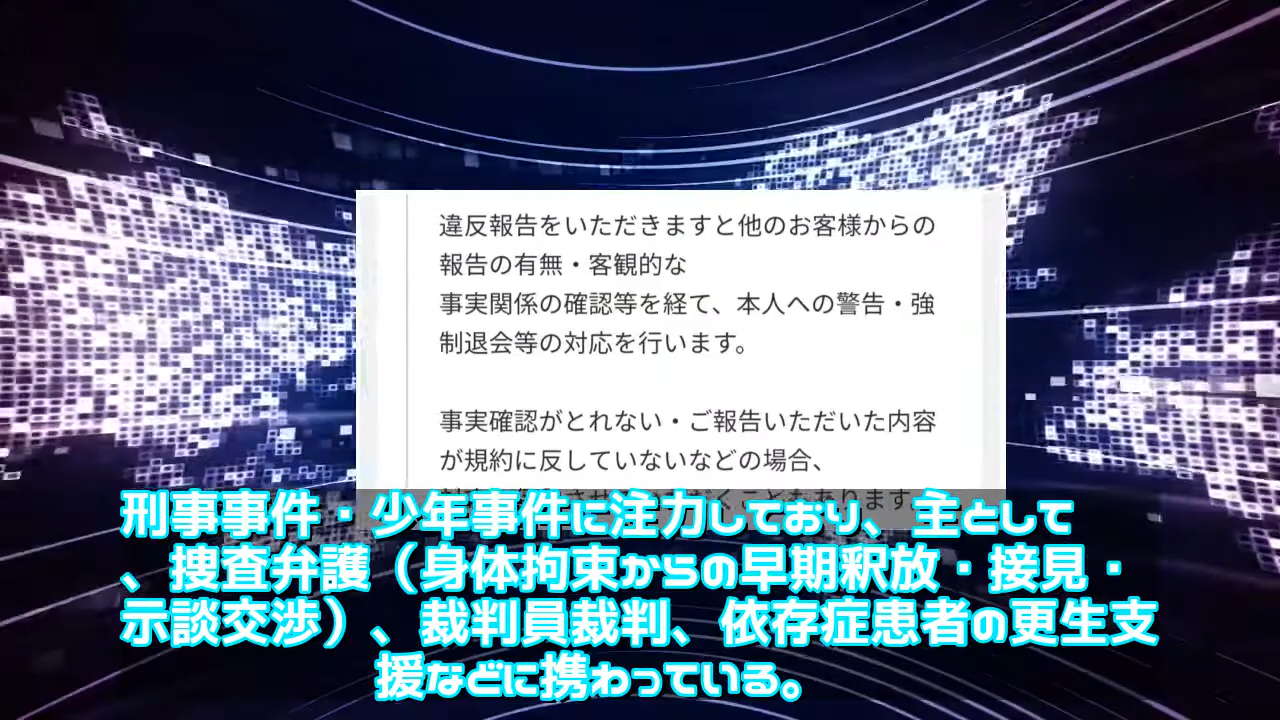 違反報告をいただきますと他のお客様からの
報告の有無・客観的な
事実関係の確認等を経て、本人への警告・強
制退会等の対応を行います。
事実確認がとれない・ご報告いただいた内容
が規約に反していないなどの場合、
こともあります
刑事事件・少年事件に注力しており、主として
、捜査弁護（身体拘束からの早期釈放・接見・
示談交渉）、裁判員裁判、依存症患者の更生支
援などに携わっている。